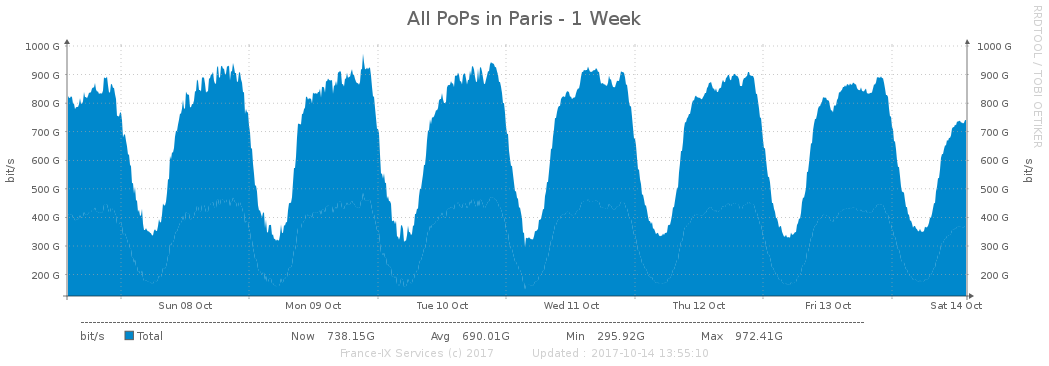 All PoPs in Paris - 1 Week
RRDTOOL / TOBI OETIKER
1000 G 1000 G
900 G 900 G
800 G 800 G
700 G 700 G
600 G 600 G
500 G 500 G
400 G 400 G
300 G 300 G
200 G 200 G
bit/s
bit/s
Sun 08 Oct Mon 09 Oct Tue 10 Oct Wed 11 Oct Thu 12 Oct Fri 13 Oct Sat 14 Oct
bit/s Total Now 738.15G Avg 690.01G Min 295.92G Max 972.41G
France-IX Services (c) 2017 Updated : 2017-10-14 13:55:10